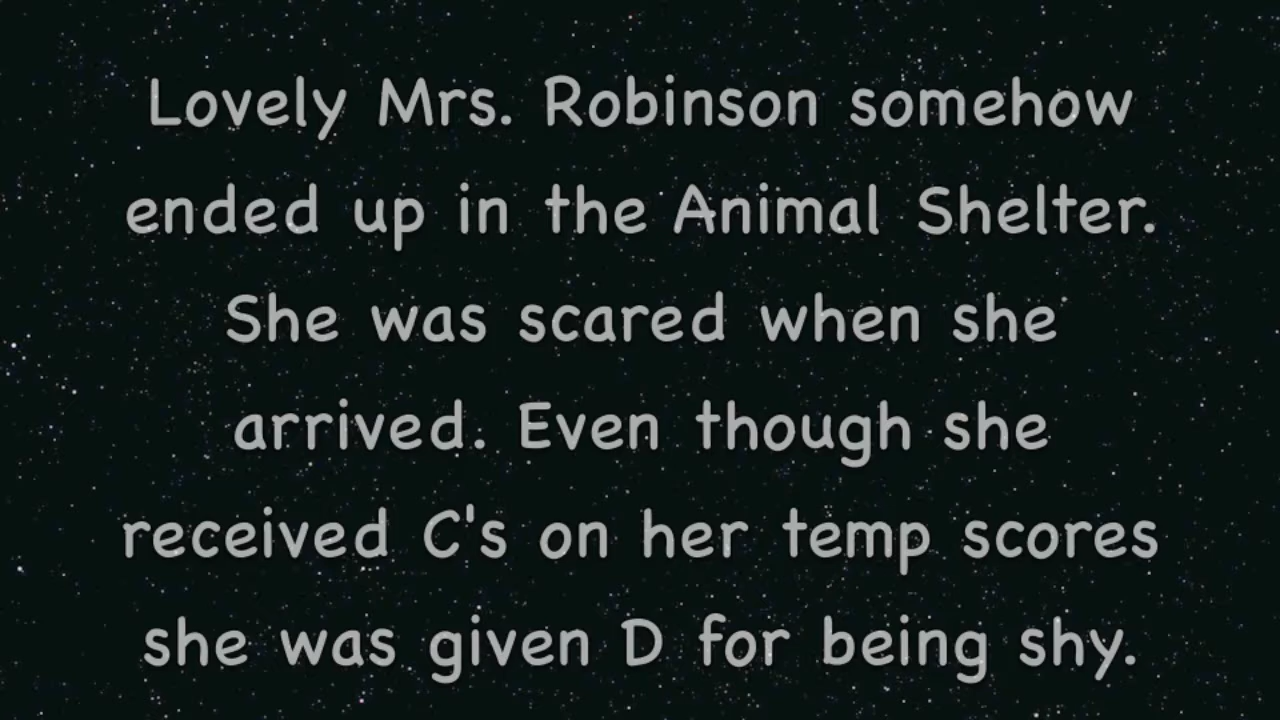 Lovely Mrs. Robinson somehow
ended up in the Animal Shelter.
She was scared when she
arrived. Even though she
received C's on her temp scores
she was given D for being shy.